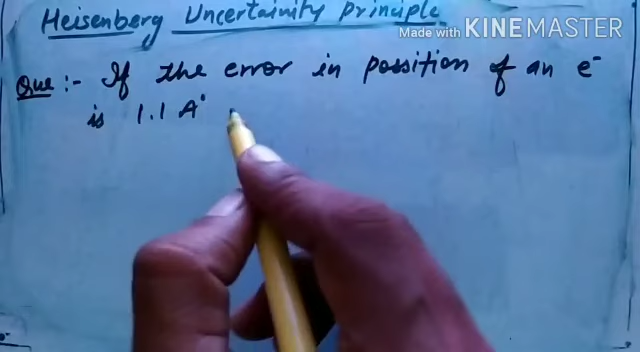 Heisenberg Uncertainity principle
Made with KINEMASTER
Que :- If the error in possition of an e⁻
is 1.1 A°